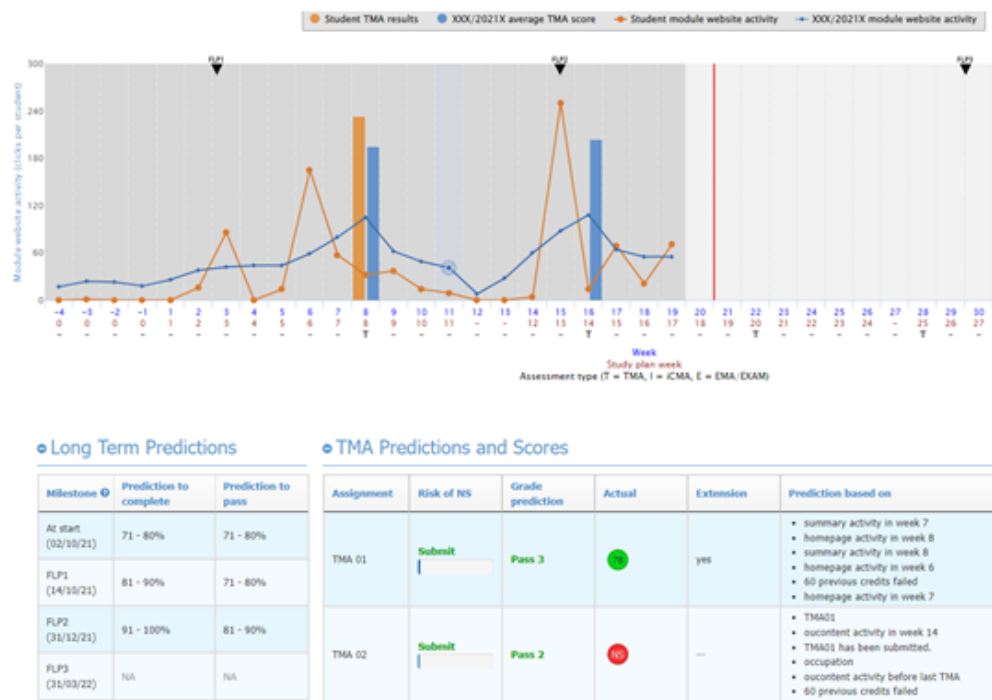 Student TMA results XXX/2021X average TMA score Student module website activity XXX/2021X module website activity
FLP1 FLP2 FLP3
Module website activity (clicks per student)
300
240
180
120
60
0
-4 -3 -2 -1 1 2 3 4 5 6 7 8 9 10 11 12 13 14 15 16 17 18 19 20 21 22 23 24 25 26 27 28 29 30
0 0 0 0 1 2 3 4 5 6 7 8 9 10 11 - - 12 13 14 15 16 17 18 19 20 21 22 23 24 - 25 26 27
- - - - - - - - - - - T - - - - - - - T - - - - - T - - - - - T - -
Week
Study plan week
Assessment type (T = TMA, I = iCMA, E = EMA/EXAM)
Long Term Predictions
Milestone Prediction to complete Prediction to pass
At start (02/10/21) 71 - 80% 71 - 80%
FLP1 (14/10/21) 81 - 90% 71 - 80%
FLP2 (31/12/21) 91 - 100% 81 - 90%
FLP3 (31/03/22) NA NA
TMA Predictions and Scores
Assignment Risk of NS Grade prediction Actual Extension Prediction based on
TMA 01 Submit Pass 3 yes
summary activity in week 7
homepage activity in week 8
summary activity in week 8
homepage activity in week 6
60 previous credits failed
homepage activity in week 7
TMA 02 Submit Pass 2 NS —
TMA01
oucontent activity in week 14
TMA01 has been submitted.
occupation
oucontent activity before last TMA
60 previous credits failed